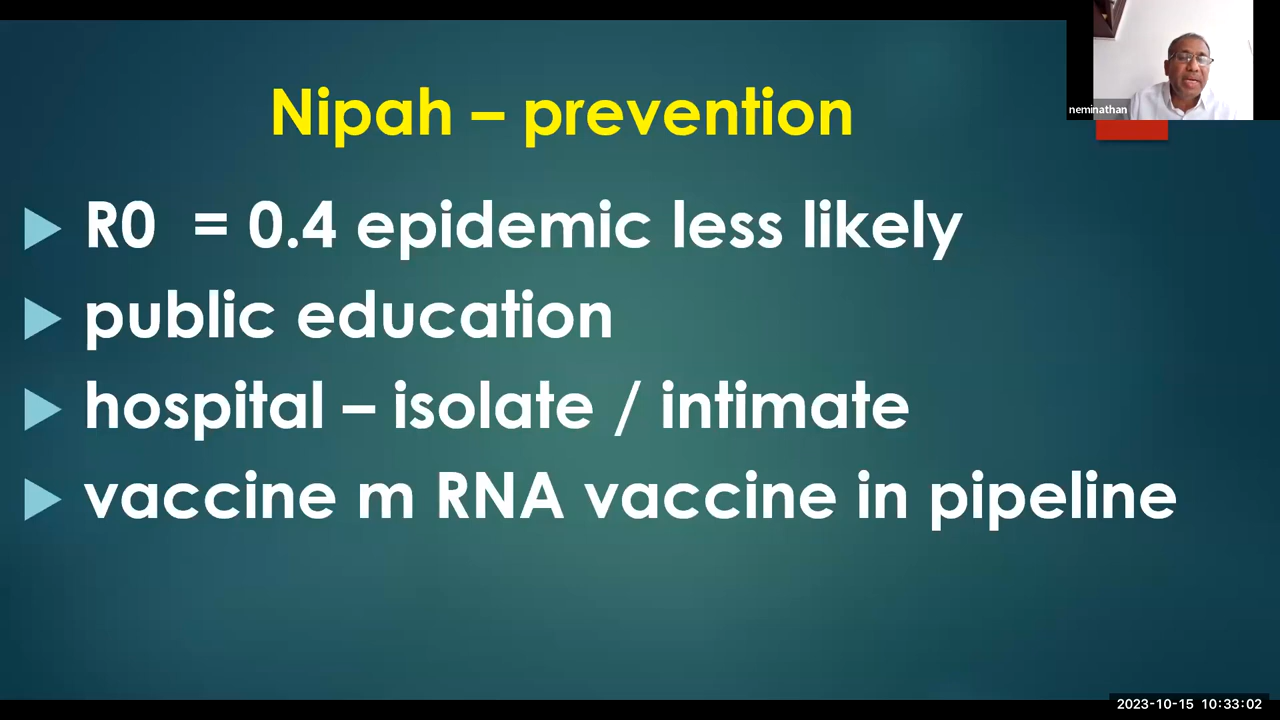 neminathan
Nipah – prevention
R0 = 0.4 epidemic less likely
public education
hospital – isolate / intimate
vaccine m RNA vaccine in pipeline
2023-10-15 10:33:02